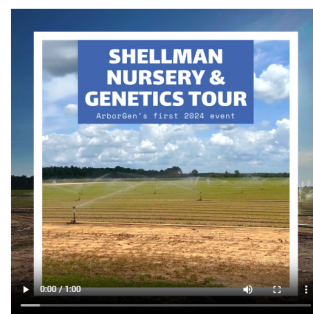 SHELLMAN
NURSERY &
GENETICS TOUR
ArborGen's first 2024 event
0:00 / 1:00